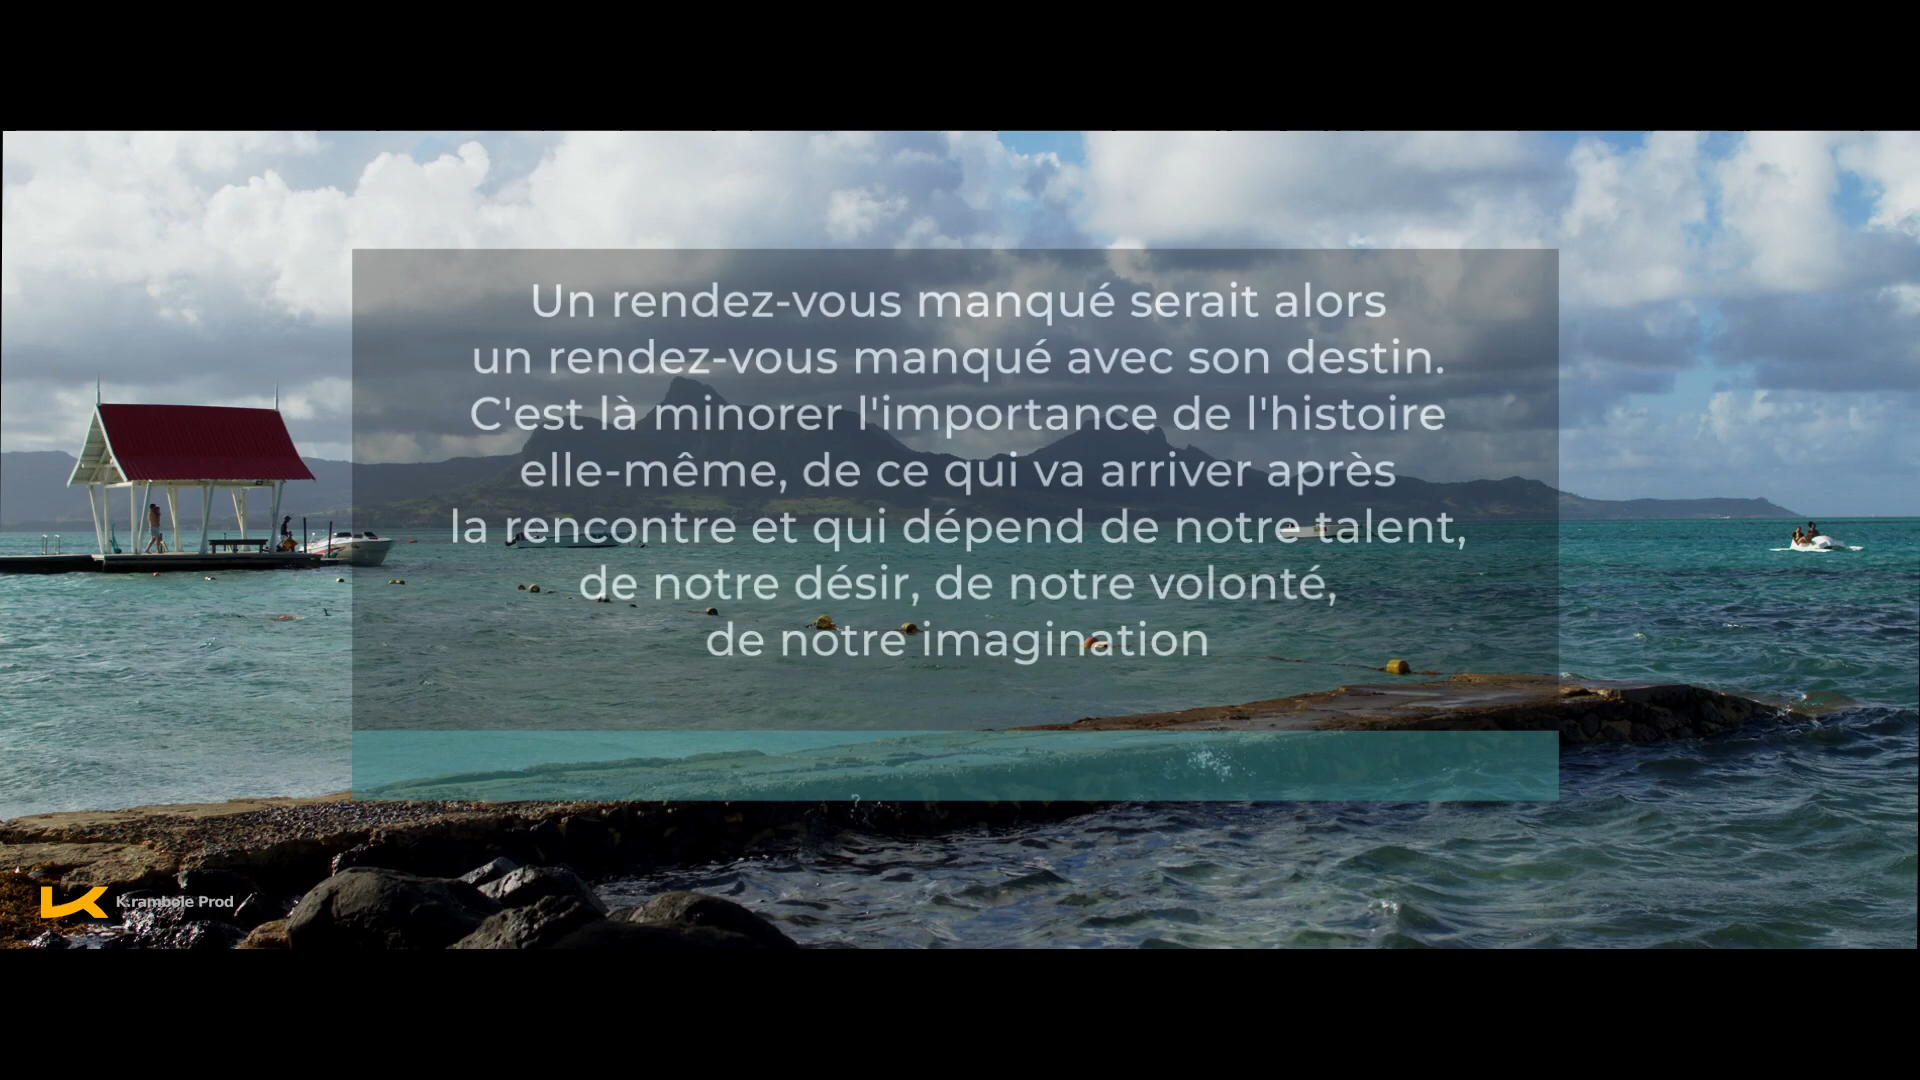 Un rendez-vous manqué serait alors
un rendez-vous manqué avec son destin.
C'est là minorer l'importance de l'histoire
elle-même, de ce qui va arriver après
la rencontre et qui dépend de notre talent,
de notre désir, de notre volonté,
de notre imagination
K.rambole Prod